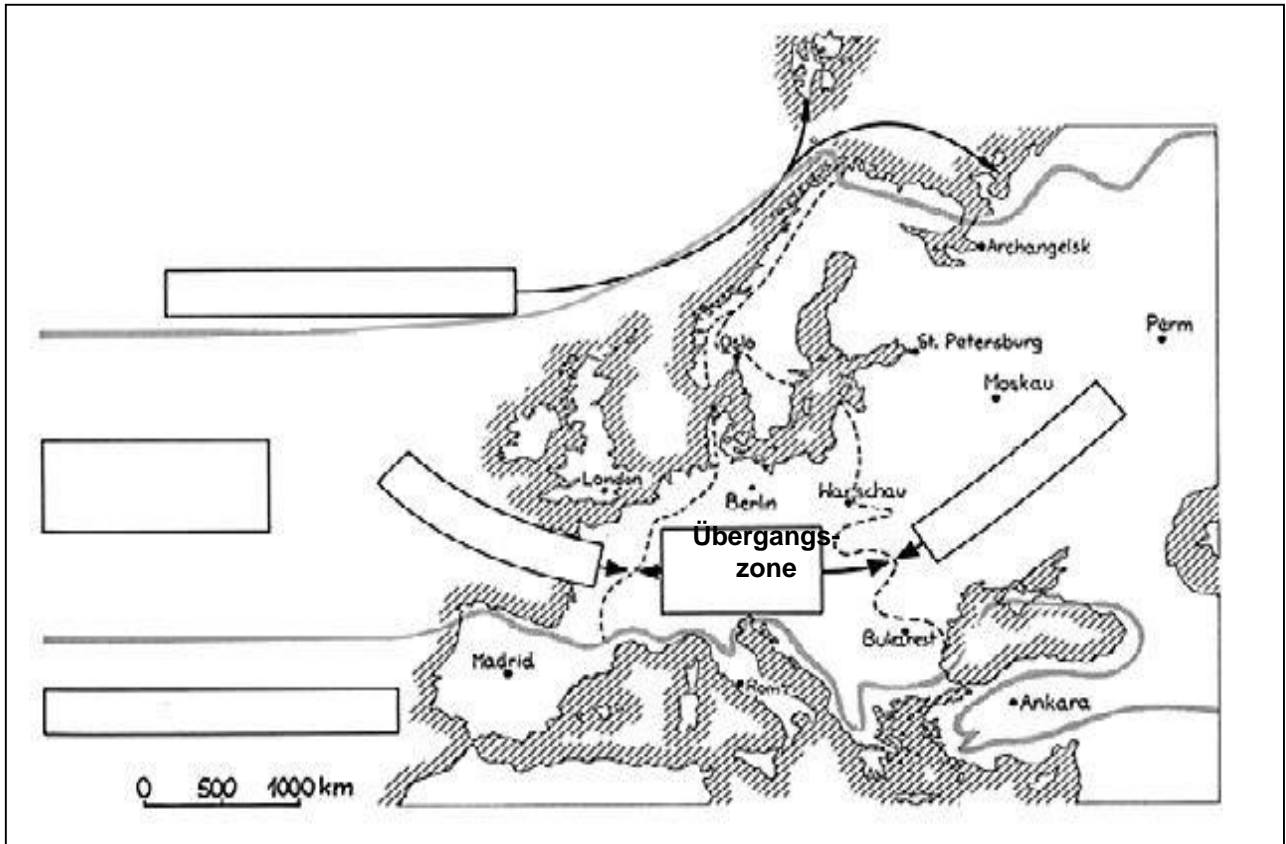 Archangelsk
Perm
Oslo
St. Petersburg
Moskau
London
Berlin
Warschau
Übergangs-
zone
Bukarest
Madrid
Rom
Ankara
0 500 1000 km